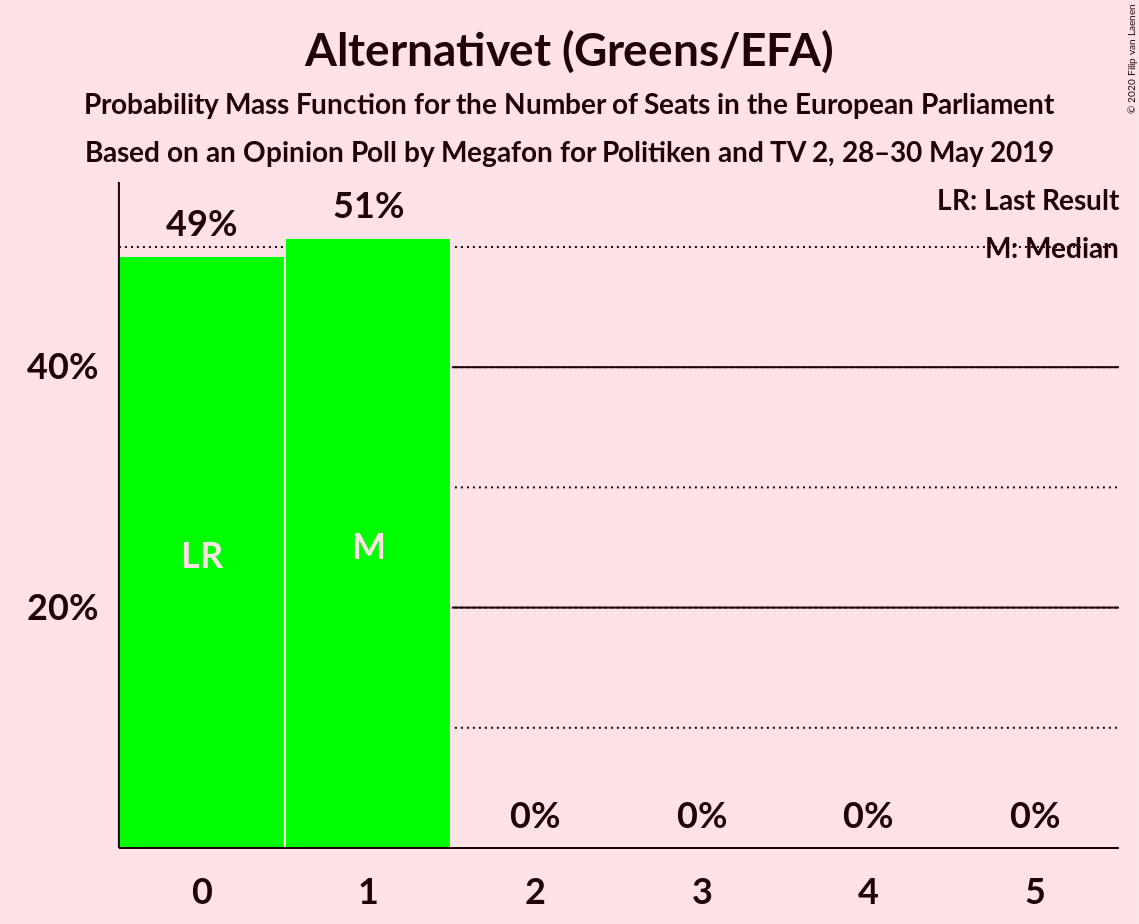 Alternativet (Greens/EFA)
Probability Mass Function for the Number of Seats in the European Parliament
Based on an Opinion Poll by Megafon for Politiken and TV 2, 28–30 May 2019
© 2020 Filip van Laenen
LR: Last Result
M: Median
49%
51%
40%
20%
LR
M
0%
0%
0%
0%
0
1
2
3
4
5